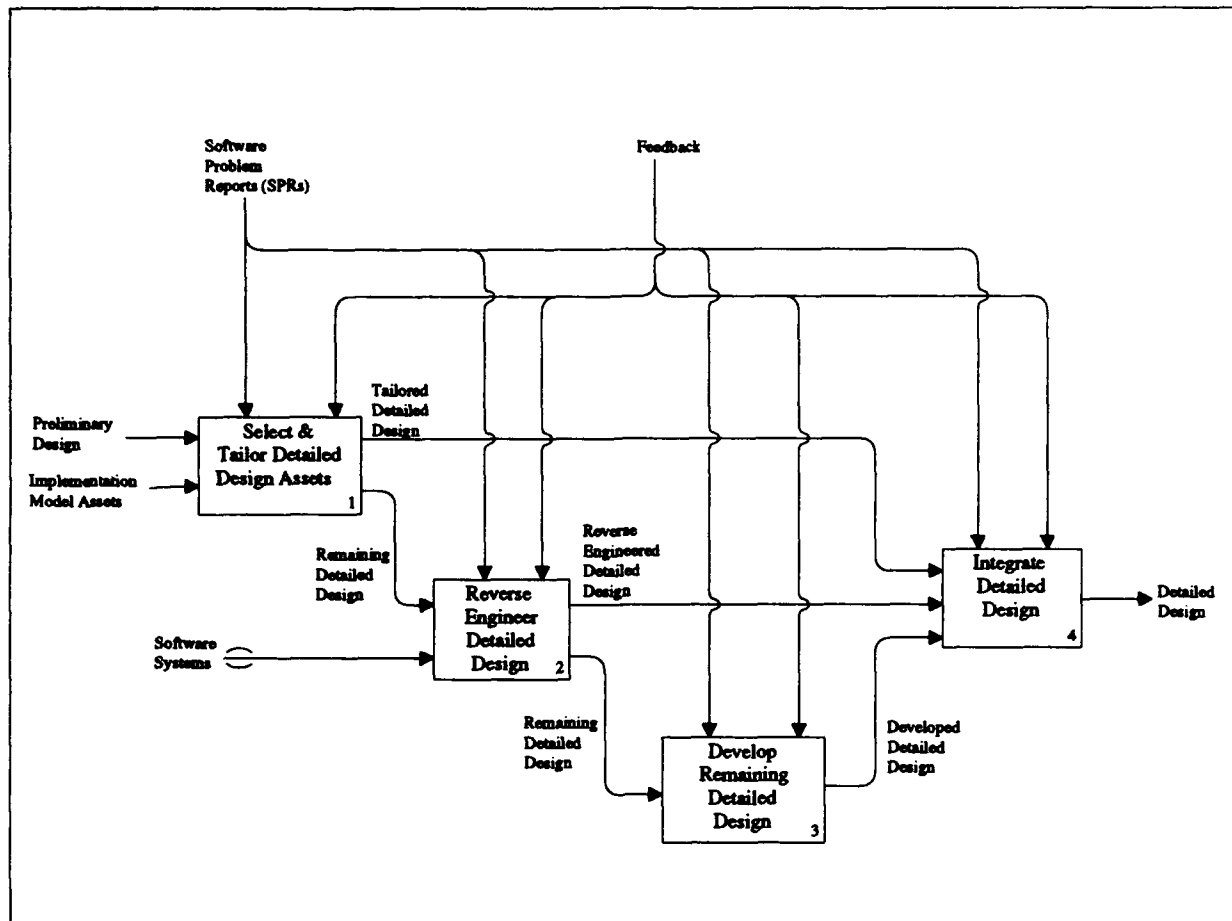 Software
Problem
Reports (SPRs)
Feedback
Preliminary
Design
Implementation
Model Assets
Select &
Tailor Detailed
Design Assets
1
Tailored
Detailed
Design
Remaining
Detailed
Design
Software
Systems
Reverse
Engineer
Detailed
Design
2
Reverse
Engineered
Detailed
Design
Remaining
Detailed
Design
Develop
Remaining
Detailed
Design
3
Developed
Detailed
Design
Integrate
Detailed
Design
4
Detailed
Design